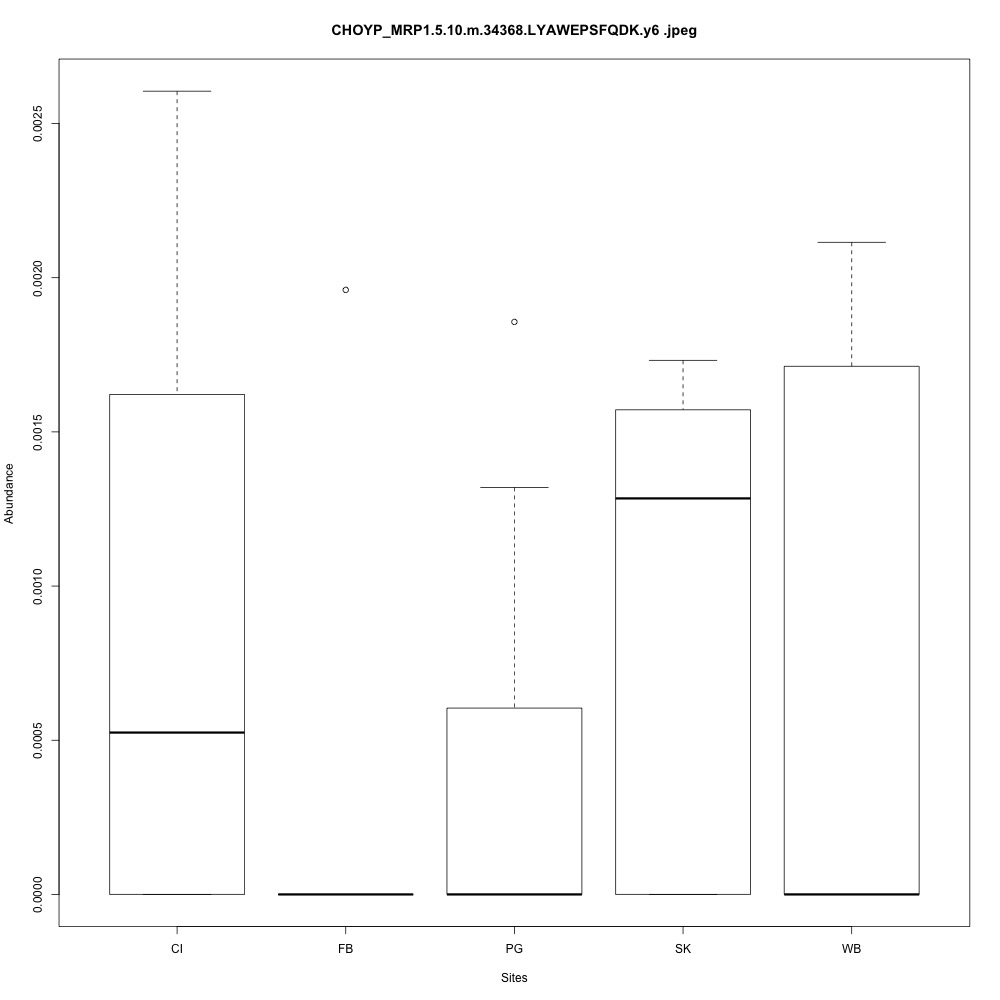 CHOYP_MRP1.5.10.m.34368.LYAWEPSFQDK.y6 .jpeg
0.0025
0.0020
0.0015
0.0010
0.0005
0.0000
Abundance
CI FB PG SK WB
Sites